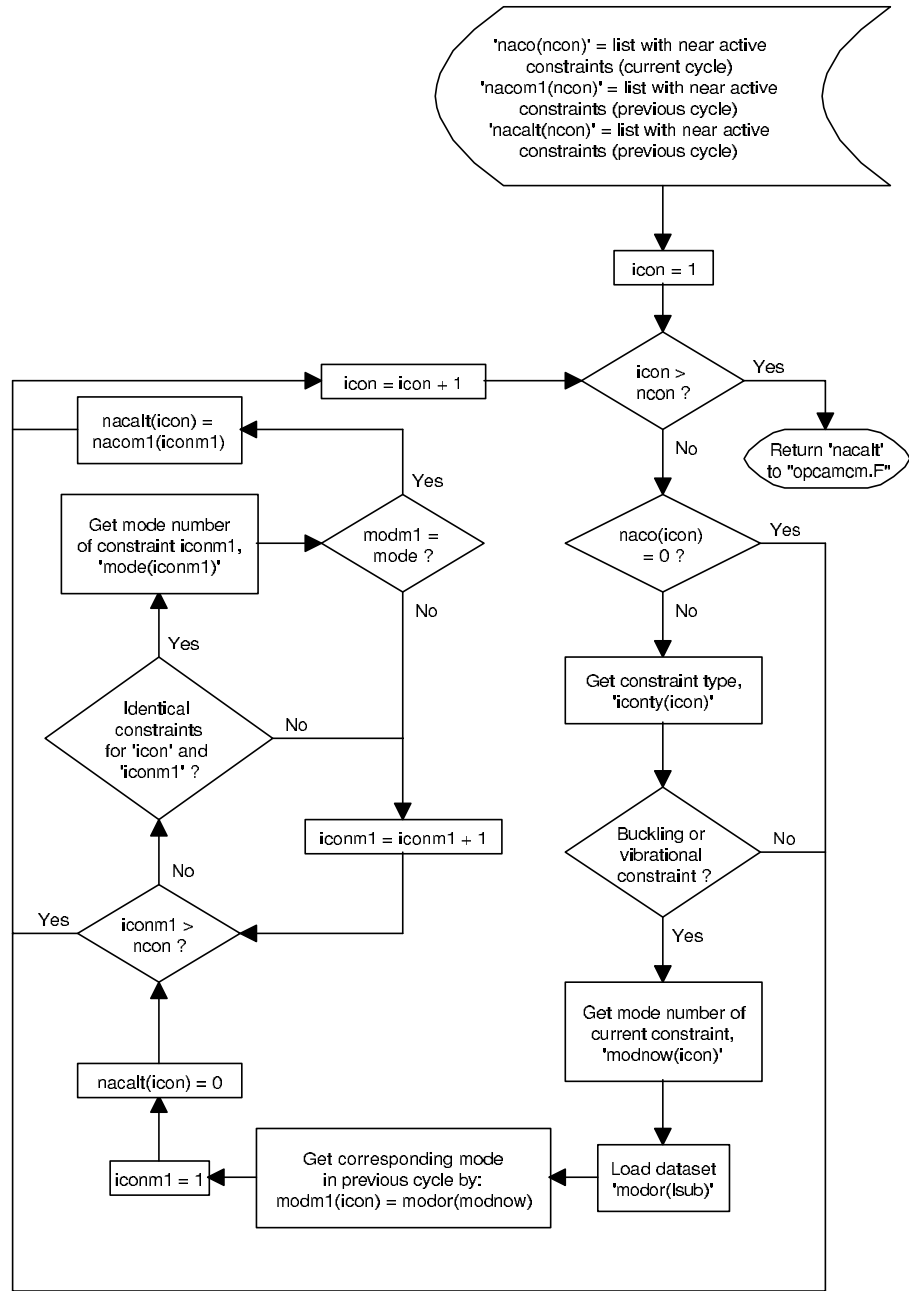 'naco(ncon)' = list with near active
constraints (current cycle)
'nacom1(ncon)' = list with near active
constraints (previous cycle)
'nacalt(ncon)' = list with near active
constraints (previous cycle)
icon = 1
icon >
ncon ?
Yes
No
Return 'nacalt'
to "opcamcm.F"
icon = icon + 1
naco(icon)
= 0 ?
Yes
No
Get constraint type,
'iconty(icon)'
Buckling or
vibrational
constraint ?
No
Yes
Get mode number of
current constraint,
'modnow(icon)'
Load dataset
'modor(lsub)'
Get corresponding mode
in previous cycle by:
modm1(icon) = modor(modnow)
iconm1 = 1
nacalt(icon) = 0
iconm1 >
ncon ?
Yes
No
Identical
constraints
for 'icon' and
'iconm1' ?
Yes
No
Get mode number
of constraint iconm1,
'mode(iconm1)'
modm1 =
mode ?
Yes
No
nacalt(icon) =
nacom1(iconm1)
iconm1 = iconm1 + 1